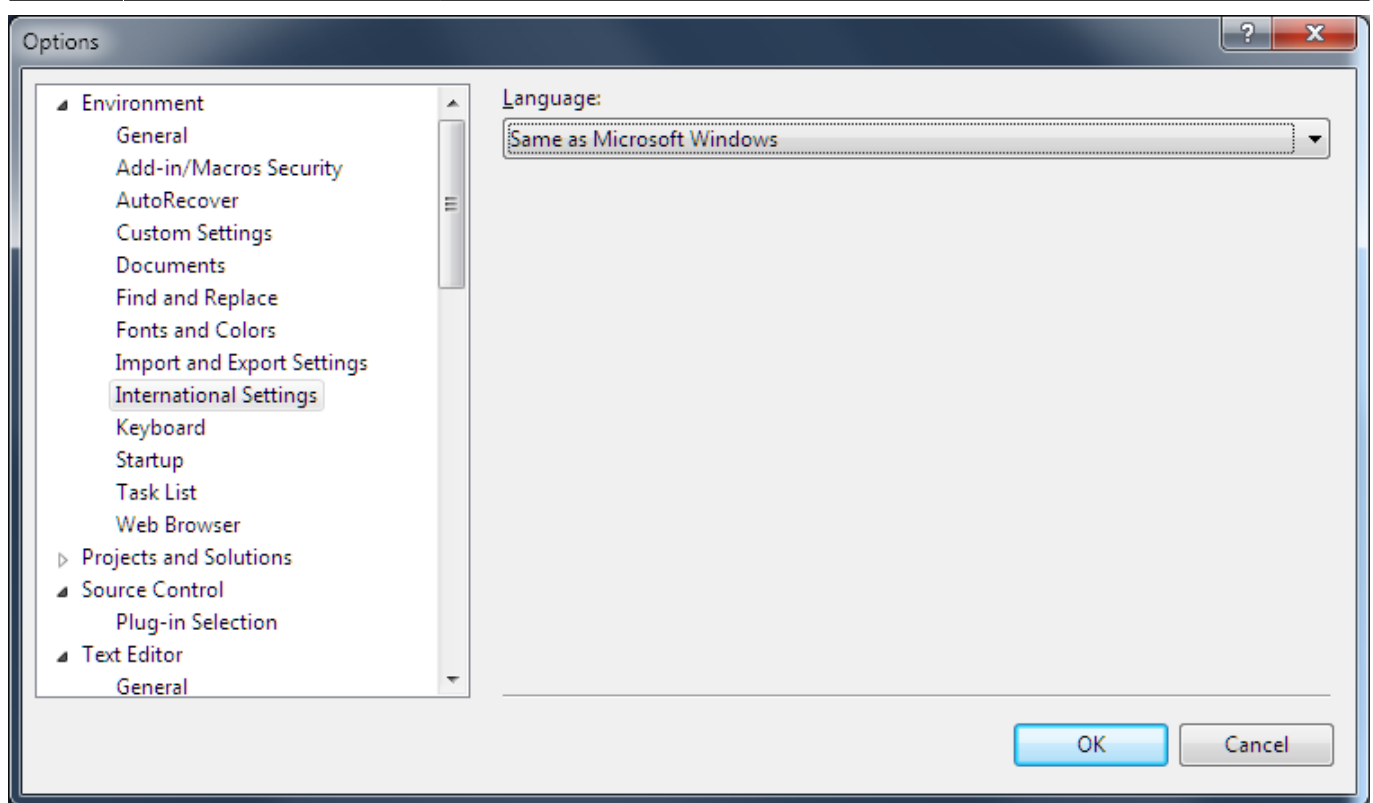 Options
Environment
General
Add-in/Macros Security
AutoRecover
Custom Settings
Documents
Find and Replace
Fonts and Colors
Import and Export Settings
International Settings
Keyboard
Startup
Task List
Web Browser
Projects and Solutions
Source Control
Plug-in Selection
Text Editor
General
Language:
Same as Microsoft Windows
OK
Cancel